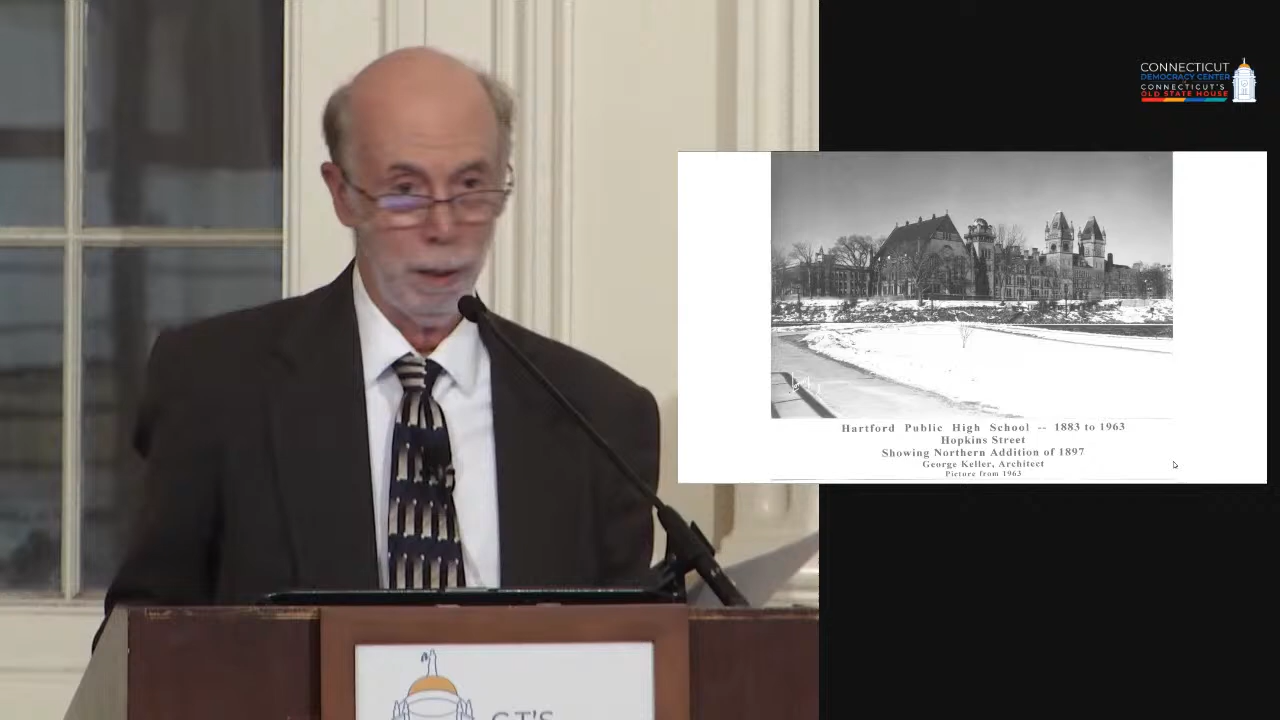 CONNECTICUT
DEMOCRACY CENTER
CONNECTICUT'S
OLD STATE HOUSE
Hartford Public High School -- 1883 to 1963
Hopkins Street
Showing Northern Addition of 1897
George Keller, Architect
Picture from 1963
CT'S